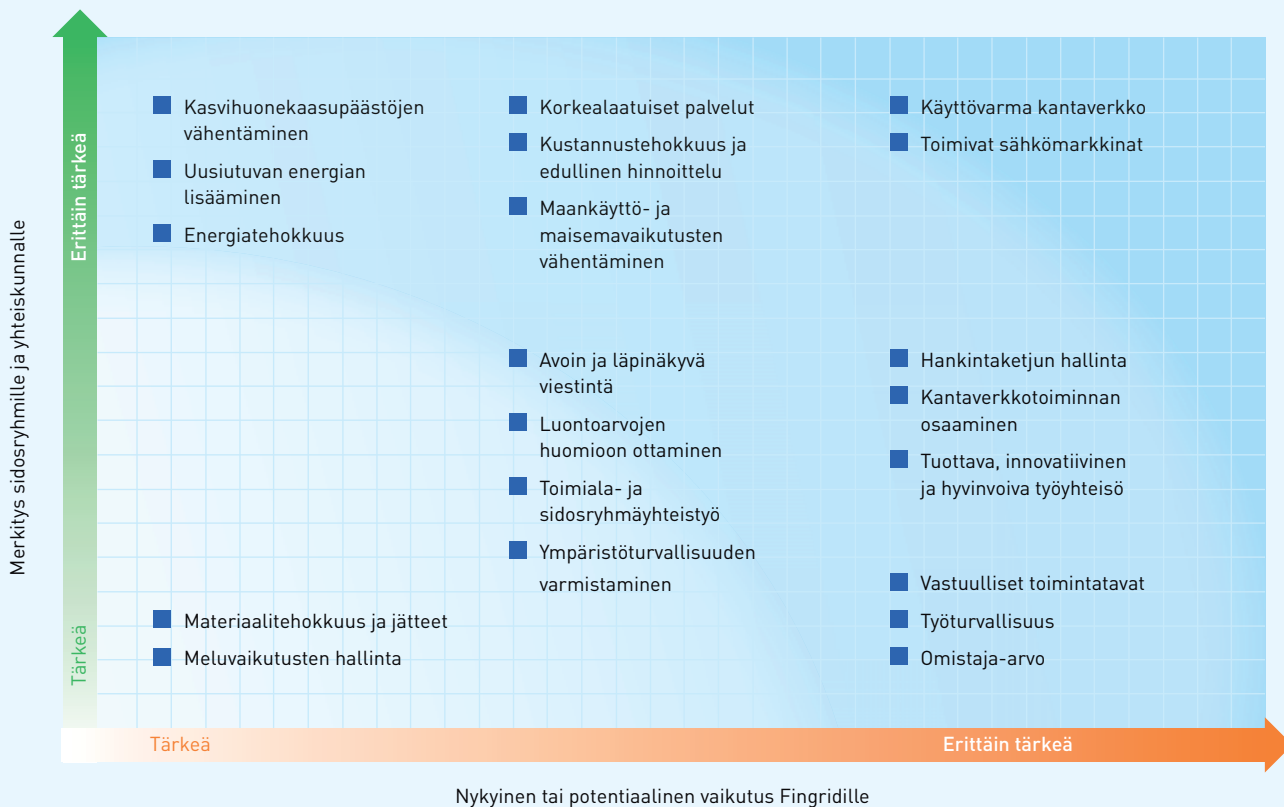 Merkitys sidosryhmille ja yhteiskunnalle
Erittäin tärkeä
Tärkeä
Kasvihuonekaasupäästöjen
vähentäminen
Uusiutuvan energian
lisääminen
Energiatehokkuus
Korkealaatuiset palvelut
Kustannustehokkuus ja
edullinen hinnoittelu
Maankäyttö- ja
maisemavaikutusten
vähentäminen
Käyttövarma kantaverkko
Toimivat sähkömarkkinat
Avoin ja läpinäkyvä
viestintä
Luontoarvojen
huomioon ottaminen
Toimiala- ja
sidosryhmäyhteistyö
Ympäristöturvallisuuden
varmistaminen
Hankintaketjun hallinta
Kantaverkkotoiminnan
osaaminen
Tuottava, innovatiivinen
ja hyvinvoiva työyhteisö
Materiaalitehokkuus ja jätteet
Meluvaikutusten hallinta
Vastuulliset toimintatavat
Työturvallisuus
Omistaja-arvo
Tärkeä
Erittäin tärkeä
Nykyinen tai potentiaalinen vaikutus Fingridille